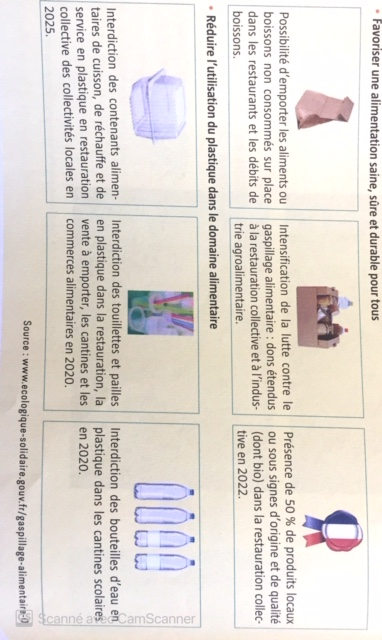 • Favoriser une alimentation saine, sûre et durable pour tous
Possibilité d'emporter les aliments ou
boissons non consommés sur place
dans les restaurants et les débits de
boissons.
Intensification de la lutte contre le
gaspillage alimentaire : dons étendus
à la restauration collective et à l'indus-
trie agroalimentaire.
Présence de 50 % de produits locaux
ou sous signes d'origine et de qualité
(dont bio) dans la restauration collec-
tive en 2022.
• Réduire l'utilisation du plastique dans le domaine alimentaire
Interdiction des contenants alimen-
taires de cuisson, de réchauffe et de
service en plastique en restauration
collective des collectivités locales en
2025.
Interdiction des touillettes et pailles
en plastique dans la restauration, la
vente à emporter, les cantines et les
commerces alimentaires en 2020.
Interdiction des bouteilles d'eau en
plastique dans les cantines scolaires
en 2020.
Source : www.ecologique-solidaire.gouv.fr/gaspillage-alimentaire-0
Scanné avec CamScanner